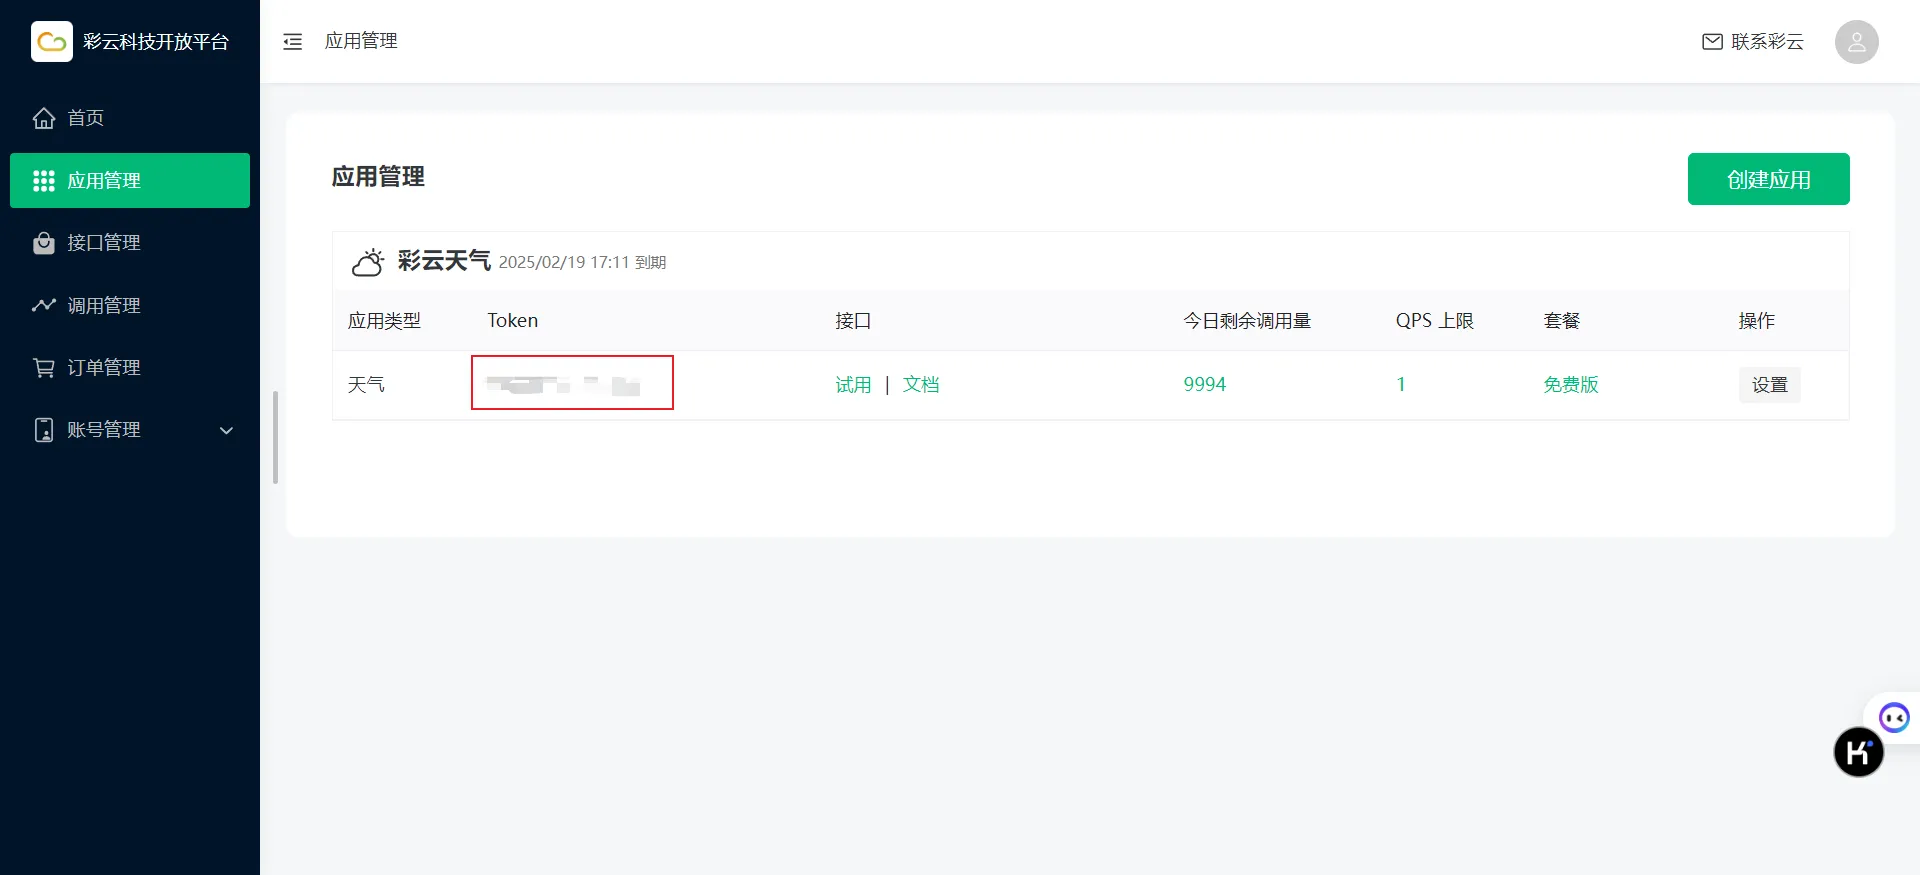 彩云科技开放平台
应用管理
联系彩云
首页
应用管理
接口管理
调用管理
订单管理
账号管理
应用管理
创建应用
彩云天气 2025/02/19 17:11 到期
应用类型 Token 接口 今日剩余调用量 QPS 上限 套餐 操作
天气 试用 | 文档 9994 1 免费版 设置
K